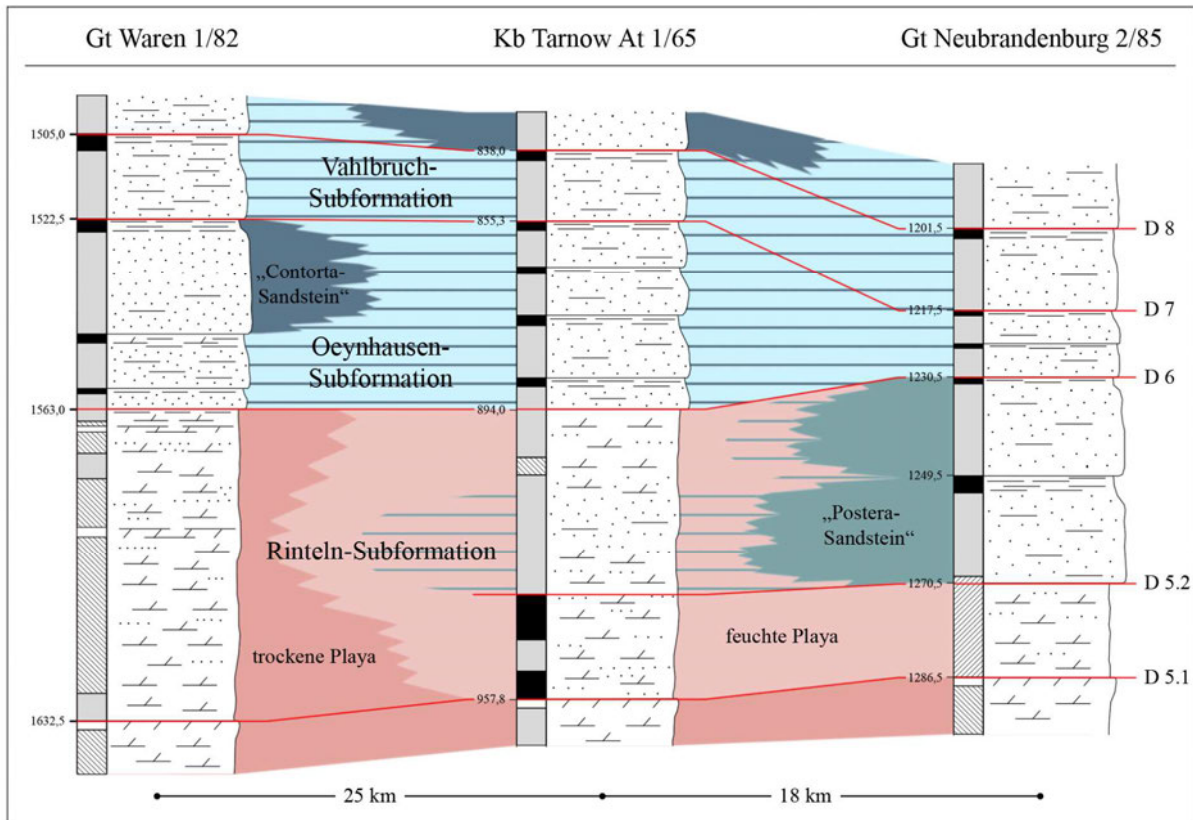 Gt Waren 1/82
Kb Tarnow At 1/65
Gt Neubrandenburg 2/85
1505,0
838,0
Vahlbruch-
Subformation
1522,5
855,3
1201,5
D 8
„Contorta-
Sandstein“
1217,5
D 7
Oeynhausen-
Subformation
1230,5
D 6
1563,0
894,0
1249,5
„Postera-
Sandstein“
Rinteln-Subformation
1270,5
D 5.2
feuchte Playa
trockene Playa
1286,5
D 5.1
957,8
1632,5
25 km
18 km